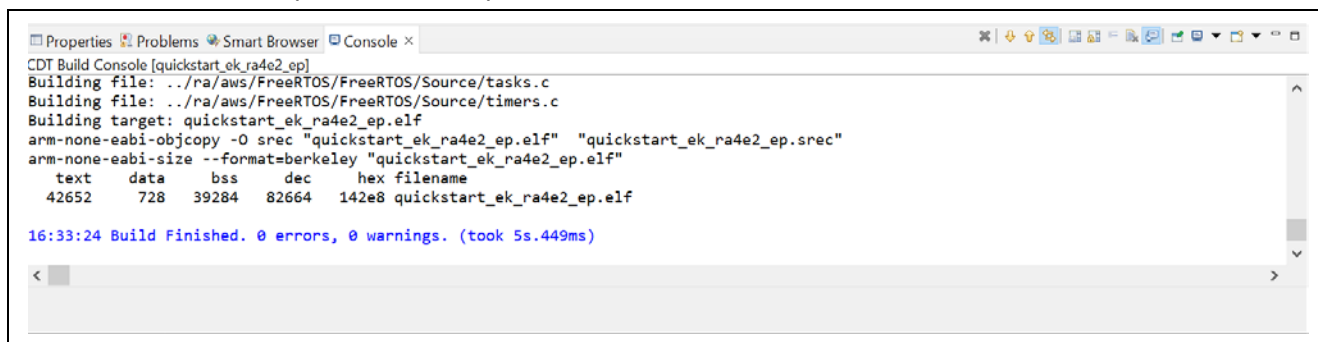 Properties Problems Smart Browser Console ×
CDT Build Console [quickstart_ek_ra4e2_ep]
Building file: ../ra/aws/FreeRTOS/FreeRTOS/Source/tasks.c
Building file: ../ra/aws/FreeRTOS/FreeRTOS/Source/timers.c
Building target: quickstart_ek_ra4e2_ep.elf
arm-none-eabi-objcopy -O srec "quickstart_ek_ra4e2_ep.elf"  "quickstart_ek_ra4e2_ep.srec"
arm-none-eabi-size --format=berkeley "quickstart_ek_ra4e2_ep.elf"
   text    data     bss     dec     hex filename
  42652     728   39284   82664   142e8 quickstart_ek_ra4e2_ep.elf
16:33:24 Build Finished. 0 errors, 0 warnings. (took 5s.449ms)